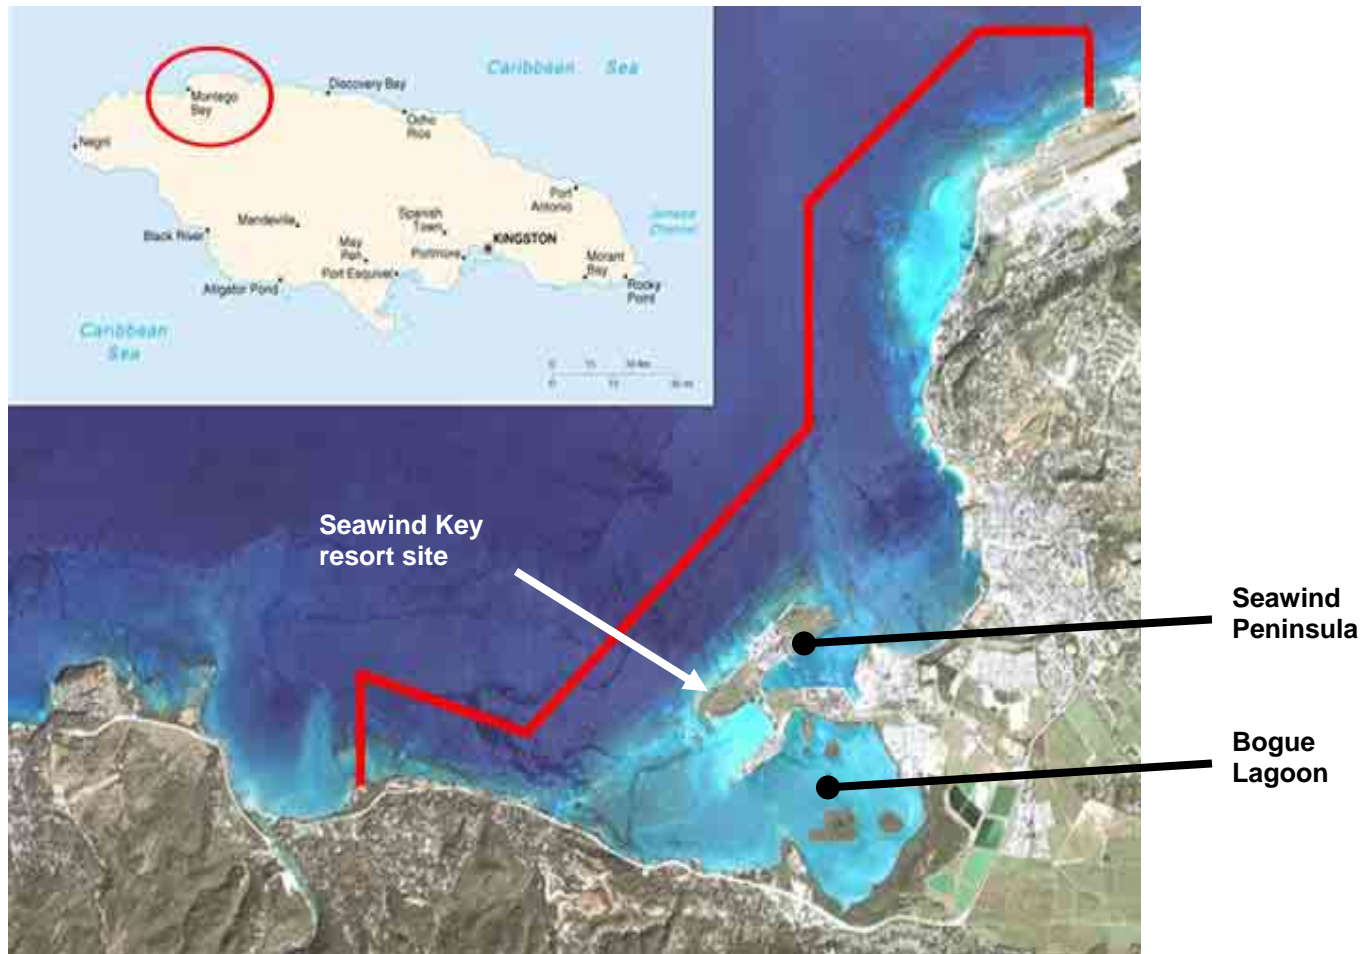 Caribbean Sea
Discovery Bay
Montego
Bay
Ocho
Rios
Negril
Port
Antonio
Mandeville
Spanish
Town
Black River
May
Pen
Portmore
KINGSTON
Port Esquivel
Morant
Bay
Alligator Pond
Rocky
Point
Caribbean
Sea
Seawind Key
resort site
Seawind
Peninsula
Bogue
Lagoon